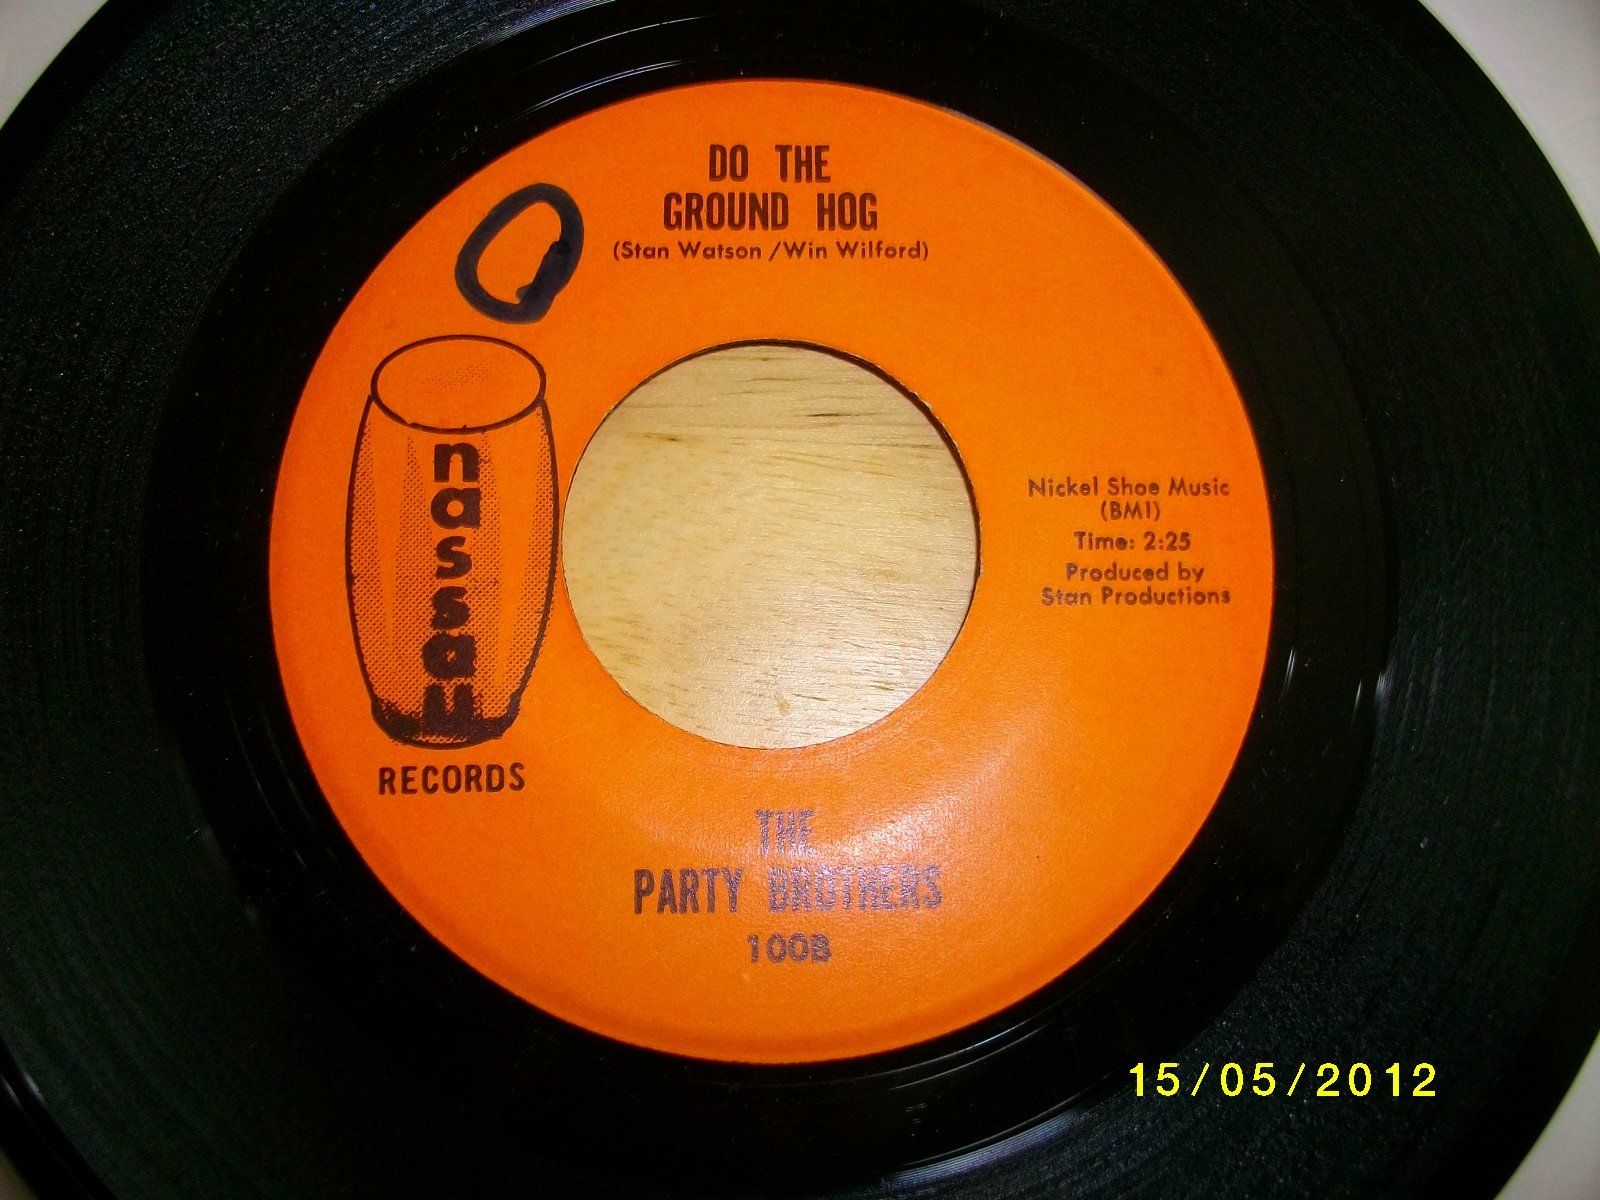 DO THE
GROUND HOG
(Stan Watson /Win Wilford)
nassau
RECORDS
Nickel Shoe Music
(BMI)
Time: 2:25
Produced by
Stan Productions
THE
PARTY BROTHERS
100B
15/05/2012